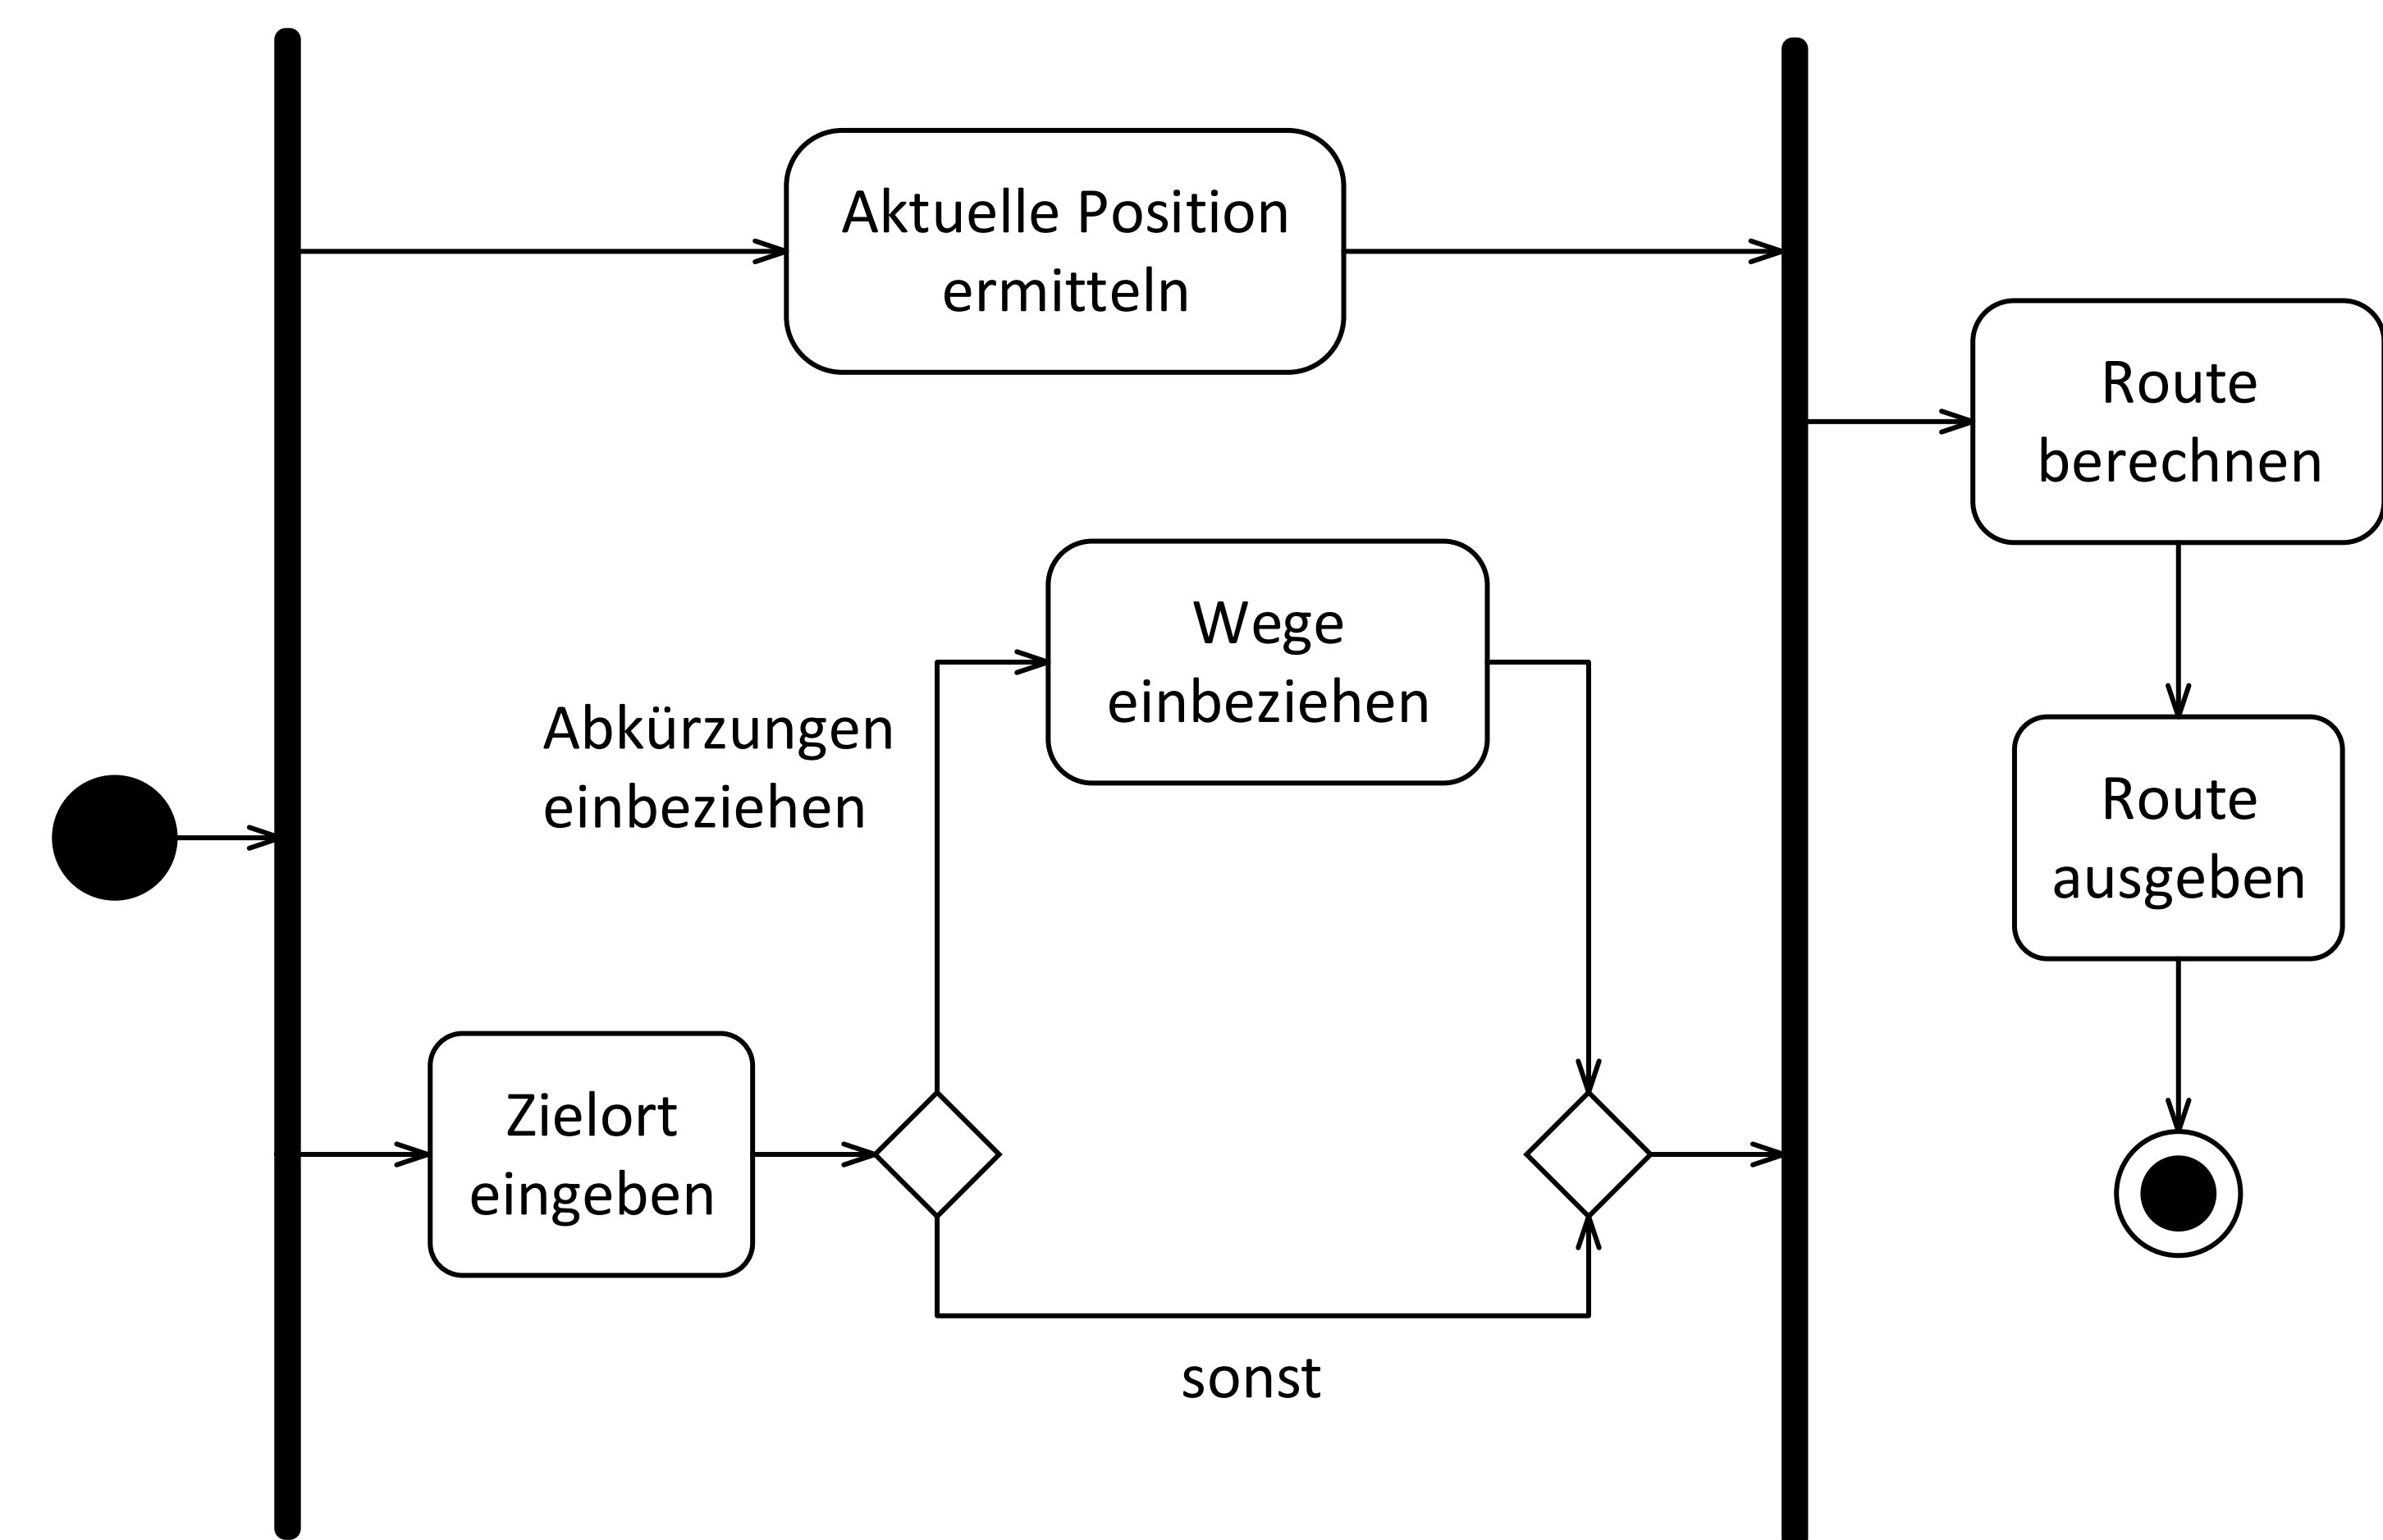 Aktuelle Position
ermitteln
Route
berechnen
Wege
einbeziehen
Abkürzungen
einbeziehen
Route
ausgeben
Zielort
eingeben
sonst